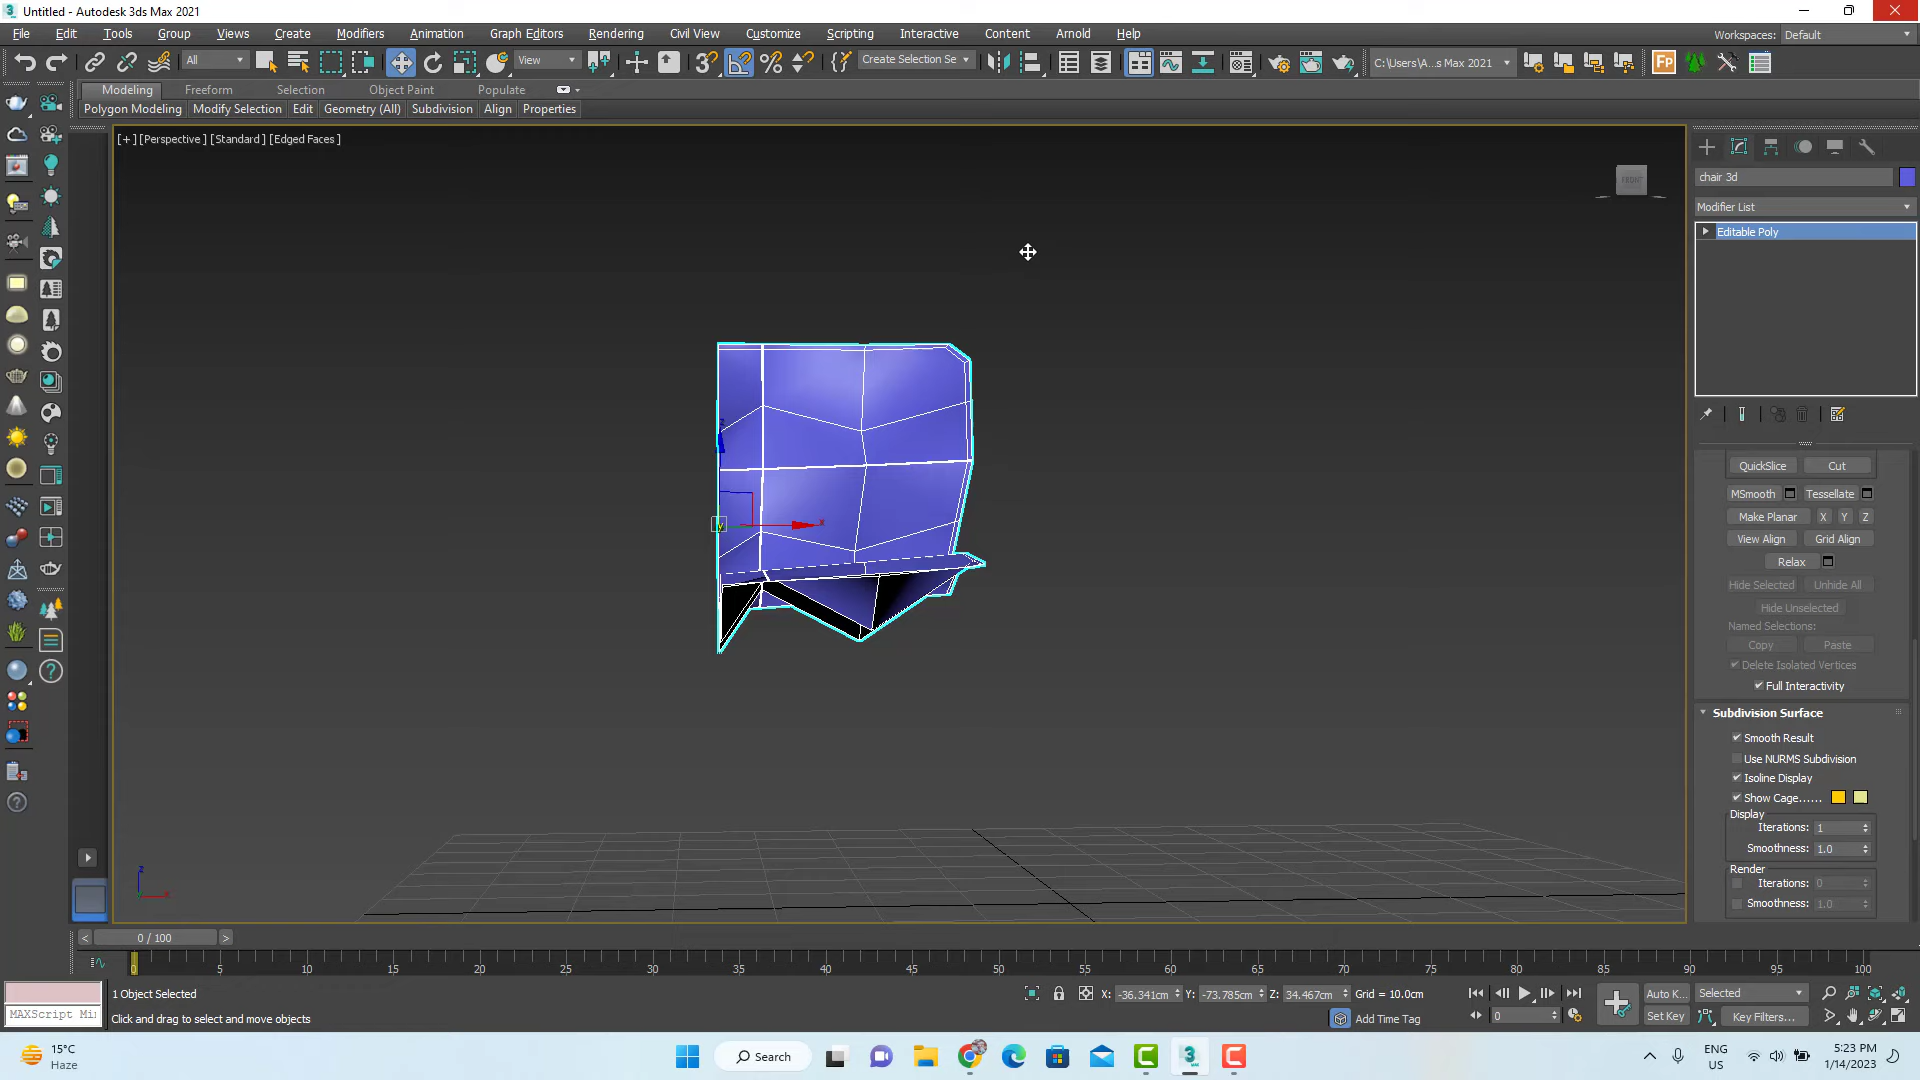 Untitled - Autodesk 3ds Max 2021
File Edit Tools Group Views Create Modifiers Animation Graph Editors Rendering Civil View Customize Scripting Interactive Content Arnold Help
Workspaces: Default
All View Create Selection Se C:\Users\A...s Max 2021
Modeling Freeform Selection Object Paint Populate
Polygon Modeling Modify Selection Edit Geometry (All) Subdivision Align Properties
[+] [Perspective] [Standard] [Edged Faces]
FRONT
chair 3d
Modifier List
Editable Poly
QuickSlice Cut
MSmooth Tessellate
Make Planar X Y Z
View Align Grid Align
Relax
Hide Selected Unhide All
Hide Unselected
Named Selections:
Copy Paste
Delete Isolated Vertices
Full Interactivity
Subdivision Surface
Smooth Result
Use NURMS Subdivision
Isoline Display
Show Cage......
Display
Iterations: 1
Smoothness: 1.0
Render
Iterations: 0
Smoothness: 1.0
z
x
y
z
x
< 0 / 100 >
0 5 10 15 20 25 30 35 40 45 50 55 60 65 70 75 80 85 90 95 100
1 Object Selected
X: -36.341cm Y: -73.785cm Z: 34.467cm Grid = 10.0cm
Auto K... Selected
MAXScript Mi
Click and drag to select and move objects
Add Time Tag
0
Set Key Key Filters...
15°C
Haze
Search
ENG
US
5:23 PM
1/14/2023